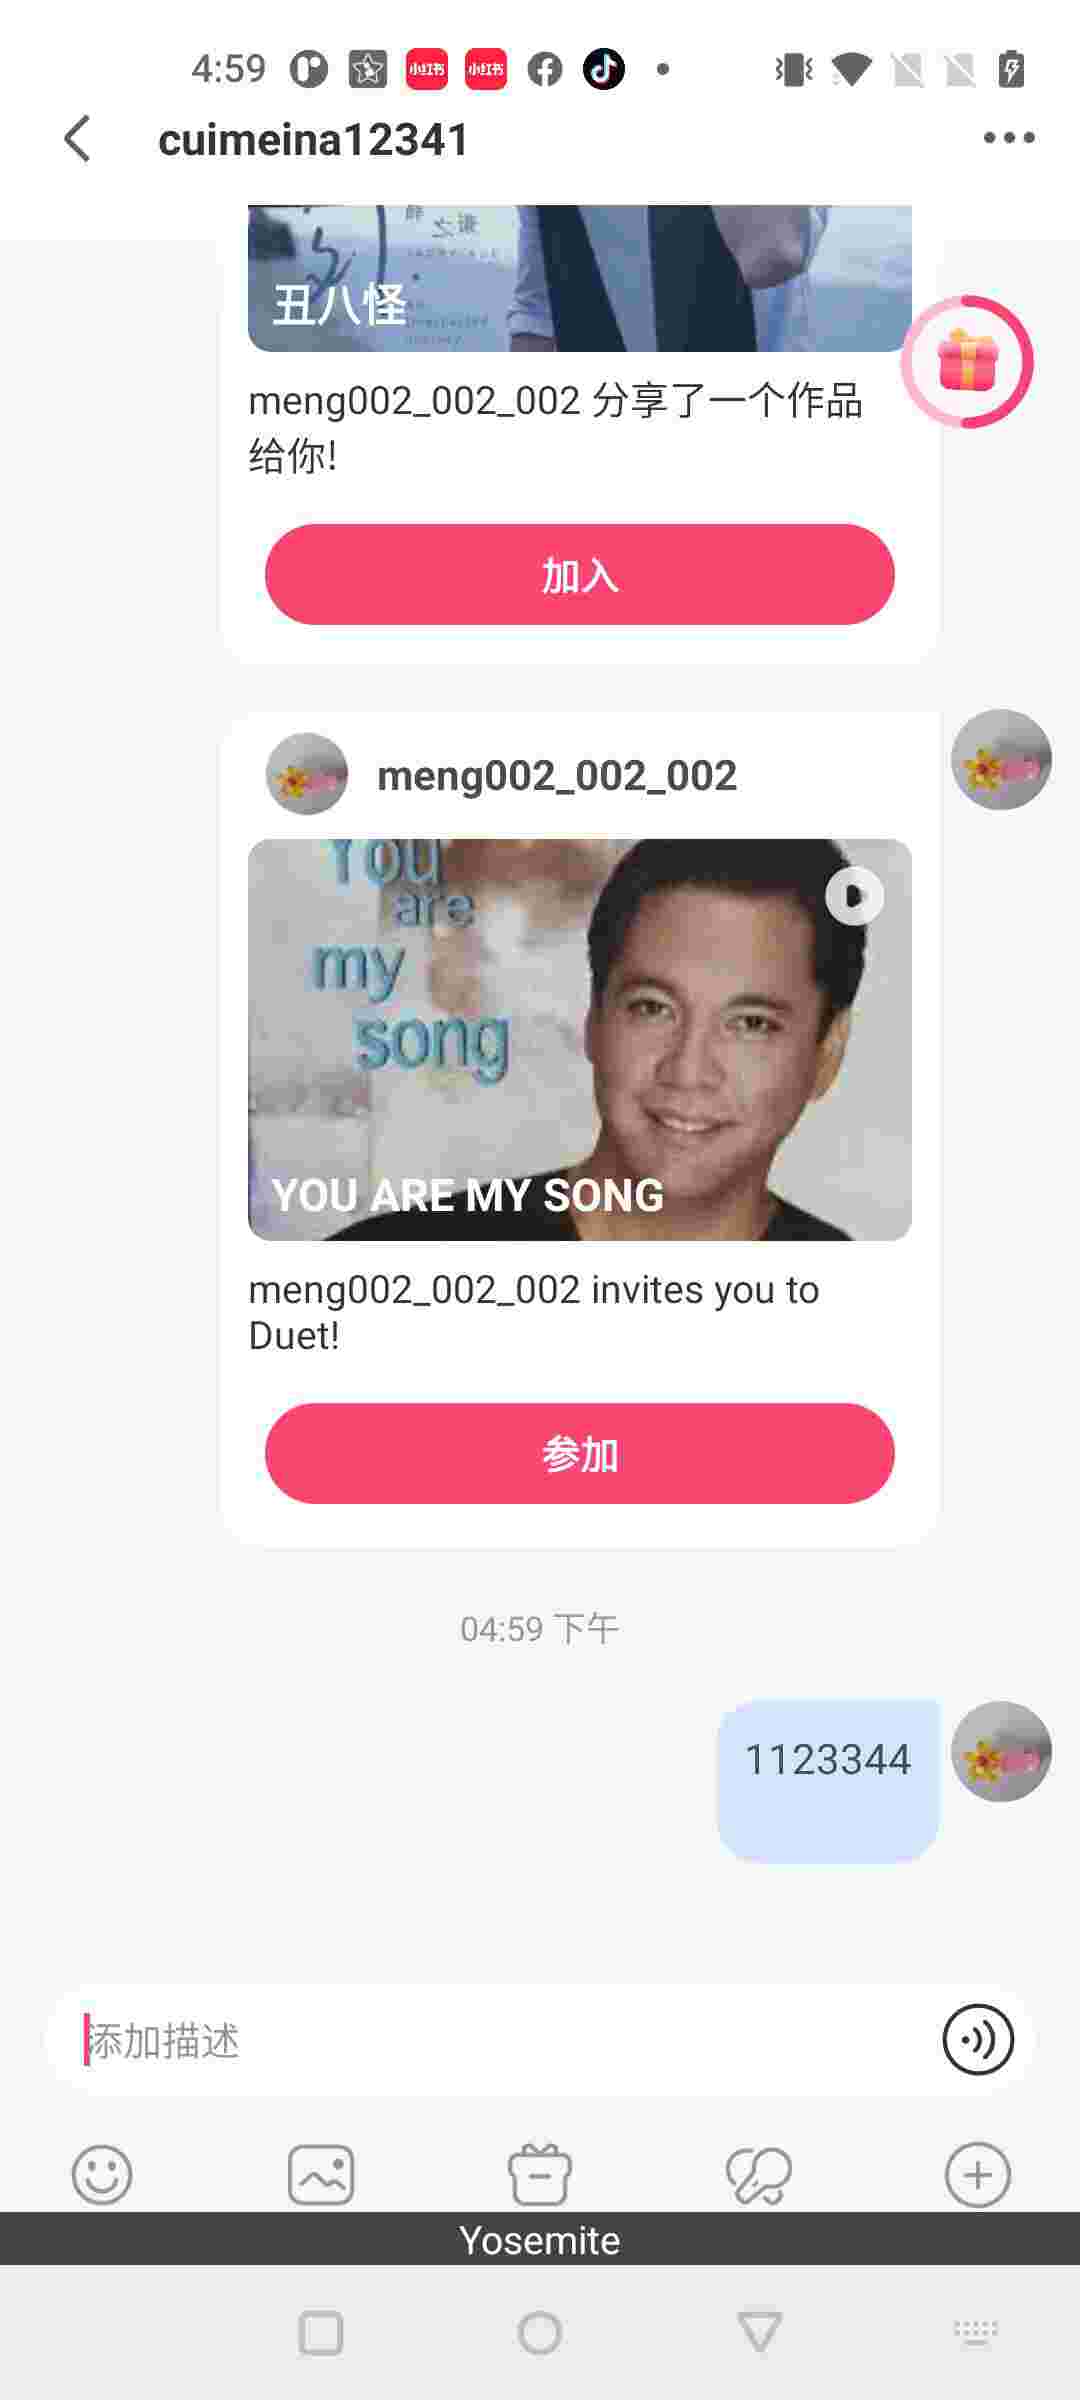 4:59
小红书 小红书
cuimeina12341
之
丑八怪
meng002_002_002 分享了一个作品
给你!
加入
meng002_002_002
You
are
my
song
YOU ARE MY SONG
meng002_002_002 invites you to
Duet!
参加
04:59 下午
1123344
添加描述
Yosemite